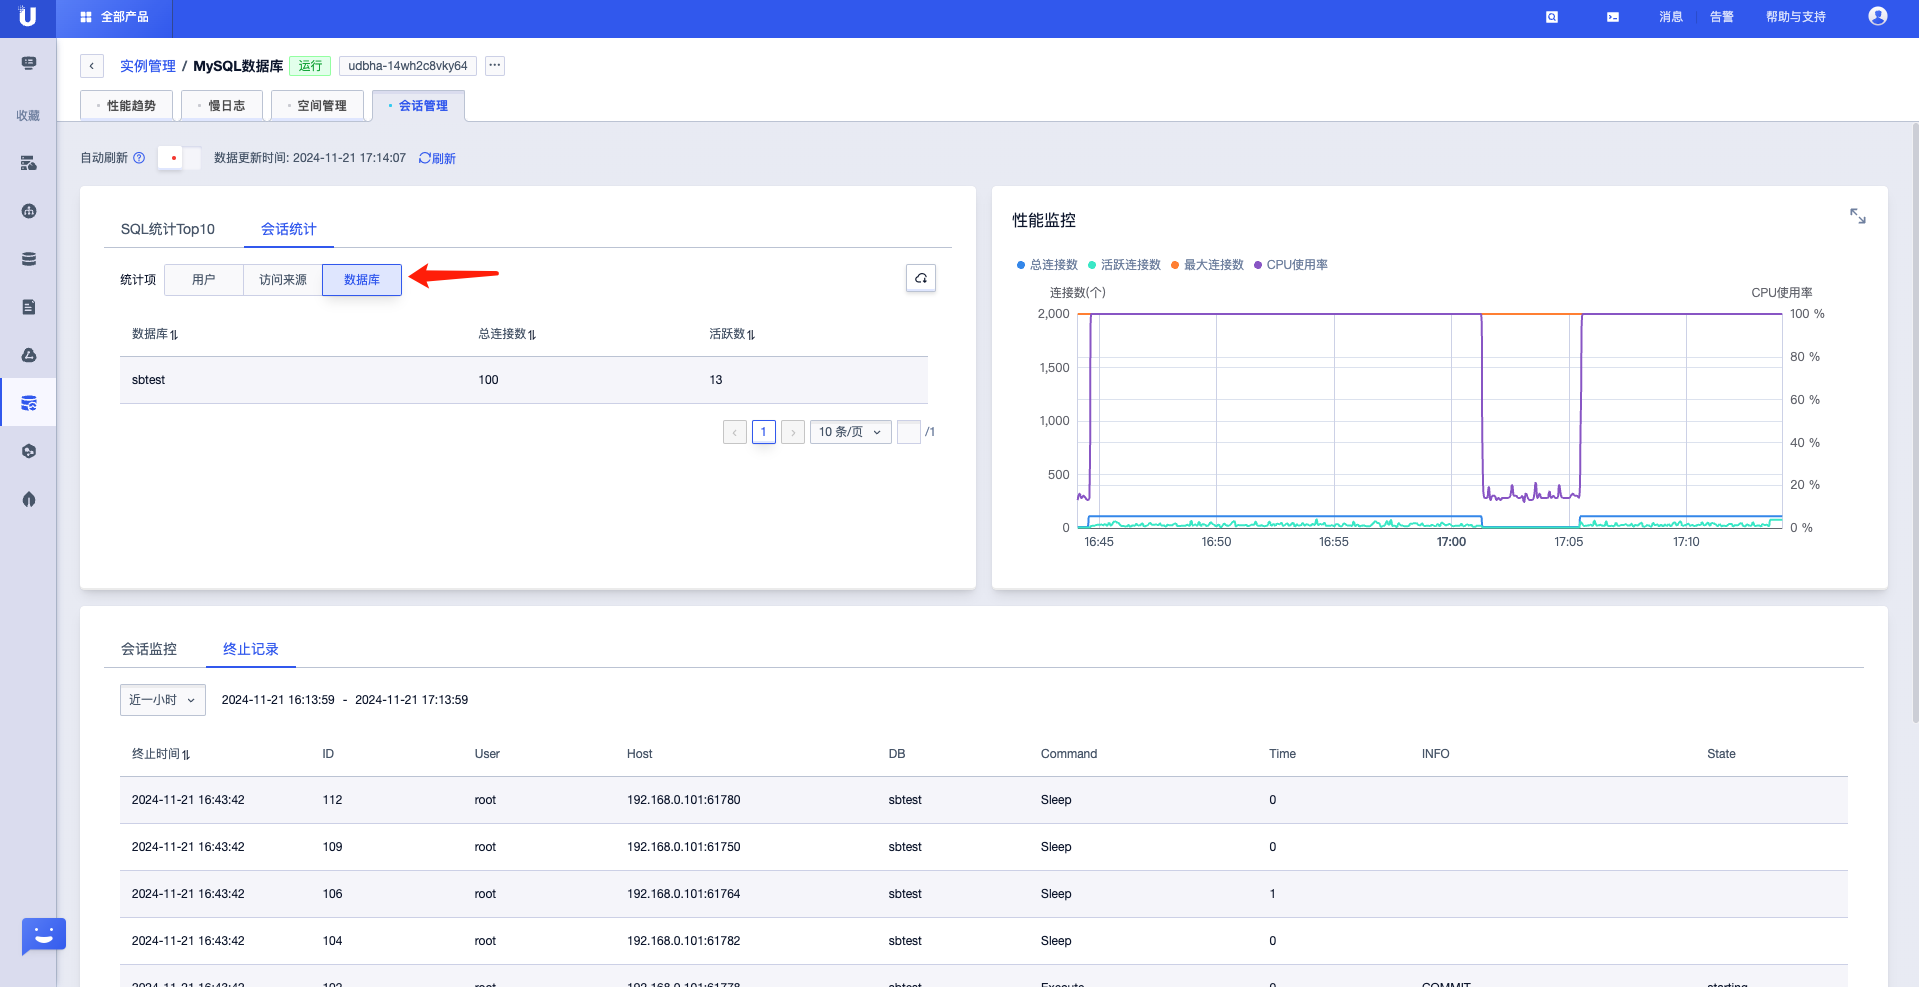 全部产品
消息
告警
帮助与支持
实例管理 / MySQL数据库 运行 udbha-14wh2c8vky64 ···
性能趋势
慢日志
空间管理
会话管理
收藏
自动刷新
数据更新时间: 2024-11-21 17:14:07
刷新
SQL统计Top10 会话统计
统计项 用户 访问来源 数据库
数据库 总连接数 活跃数
sbtest 100 13
1 10 条/页 /1
性能监控
总连接数 活跃连接数 最大连接数 CPU使用率
连接数(个) CPU使用率
2,000
1,500
1,000
500
0
100 %
80 %
60 %
40 %
20 %
0 %
16:45 16:50 16:55 17:00 17:05 17:10
会话监控 终止记录
近一小时 2024-11-21 16:13:59 - 2024-11-21 17:13:59
终止时间 ID User Host DB Command Time INFO State
2024-11-21 16:43:42 112 root 192.168.0.101:61780 sbtest Sleep 0
2024-11-21 16:43:42 109 root 192.168.0.101:61750 sbtest Sleep 0
2024-11-21 16:43:42 106 root 192.168.0.101:61764 sbtest Sleep 1
2024-11-21 16:43:42 104 root 192.168.0.101:61782 sbtest Sleep 0